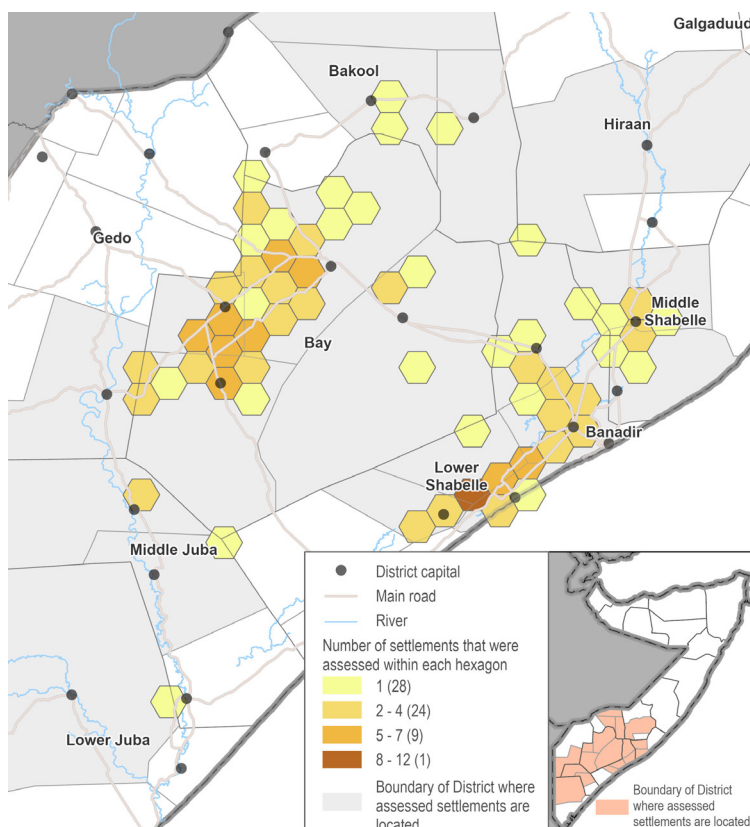 Galgaduud
Bakool
Hiraan
Gedo
Middle
Shabelle
Bay
Banadir
Lower
Shabelle
Middle Juba
Lower Juba
District capital
Main road
River
Number of settlements that were
assessed within each hexagon
1 (28)
2 - 4 (24)
5 - 7 (9)
8 - 12 (1)
Boundary of District where
assessed settlements are
located
Boundary of District
where assessed
settlements are located